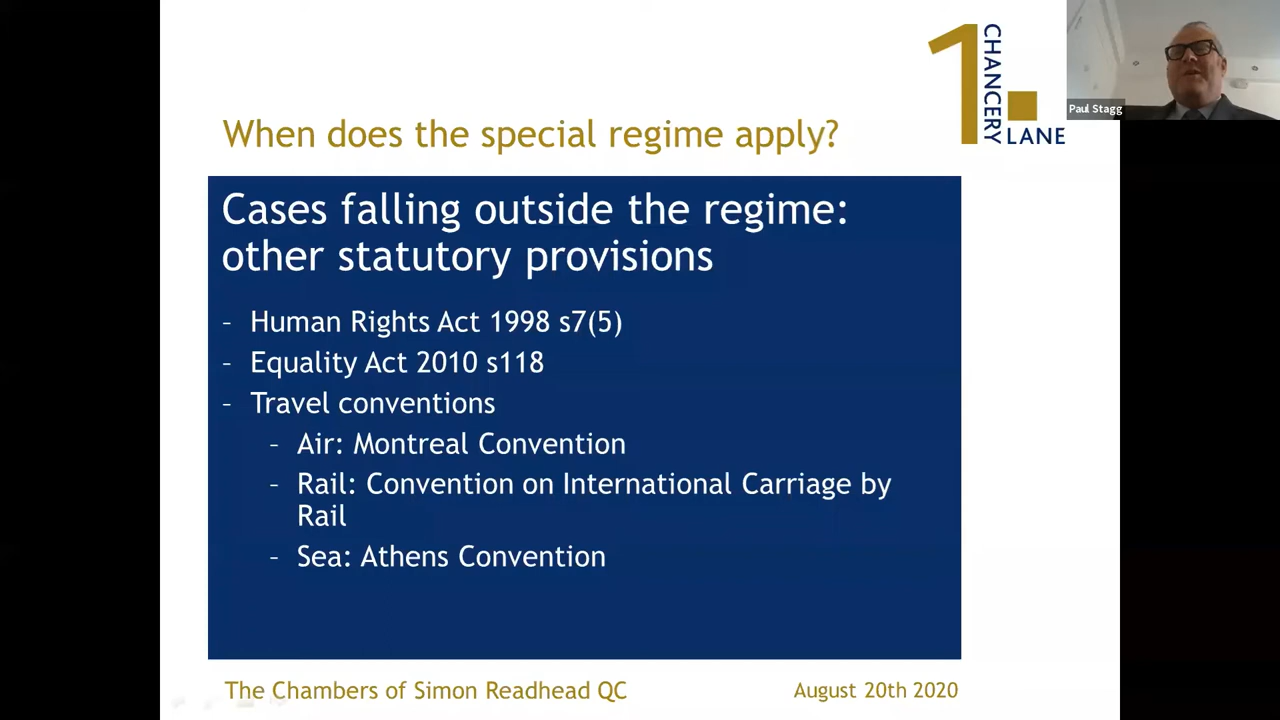 1 CHANCERY LANE
Paul Stagg
When does the special regime apply?
Cases falling outside the regime:
other statutory provisions
– Human Rights Act 1998 s7(5)
– Equality Act 2010 s118
– Travel conventions
– Air: Montreal Convention
– Rail: Convention on International Carriage by
Rail
– Sea: Athens Convention
The Chambers of Simon Readhead QC
August 20th 2020